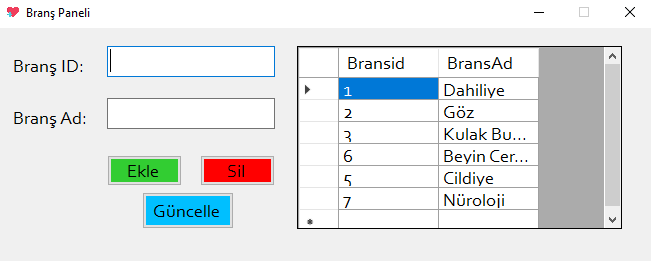 Branş Paneli
Branş ID:
Branş Ad:
Ekle
Sil
Güncelle
Bransid BransAd
1 Dahiliye
2 Göz
3 Kulak Bu...
6 Beyin Cer...
5 Cildiye
7 Nüroloji